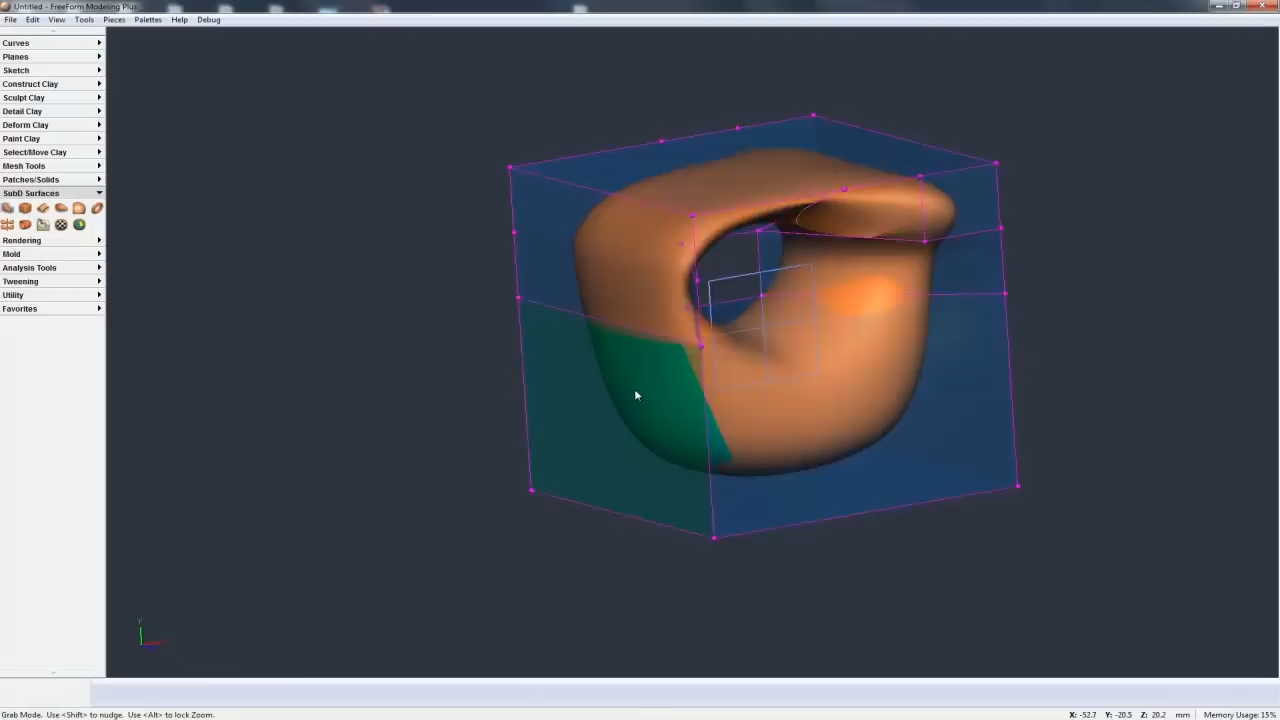 Untitled - FreeForm Modeling Plus
File Edit View Tools Pieces Palettes Help Debug
Curves
Planes
Sketch
Construct Clay
Sculpt Clay
Detail Clay
Deform Clay
Paint Clay
Select/Move Clay
Mesh Tools
Patches/Solids
SubD Surfaces
Rendering
Mold
Analysis Tools
Tweening
Utility
Favorites
Y
Grab Mode. Use <Shift> to nudge. Use <Alt> to lock Zoom. X: -52.7 Y: -20.5 Z: 20.2 mm Memory Usage: 15%